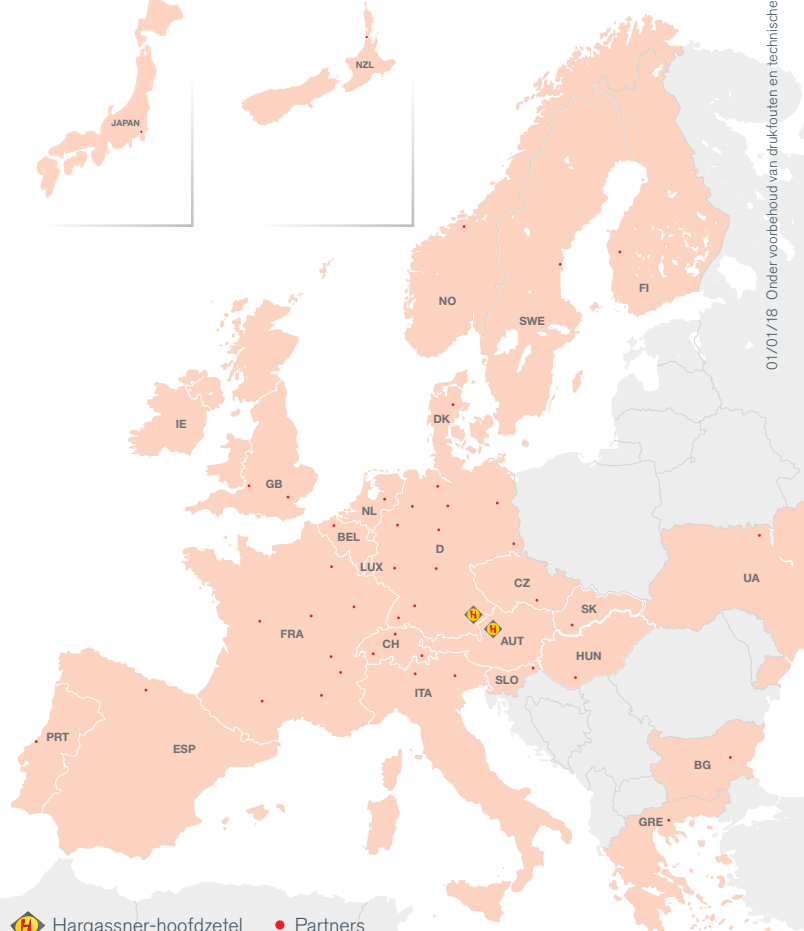 JAPAN
NZL
01/01/18 Onder voorbehoud van drukfouten en technische
NO
SWE
FI
DK
IE
GB
NL
BEL
D
LUX
CZ
UA
SK
FRA
CH
AUT
HUN
SLO
ITA
PRT
ESP
BG
GRE
H
H
H Hargassner-hoofdzetel • Partners